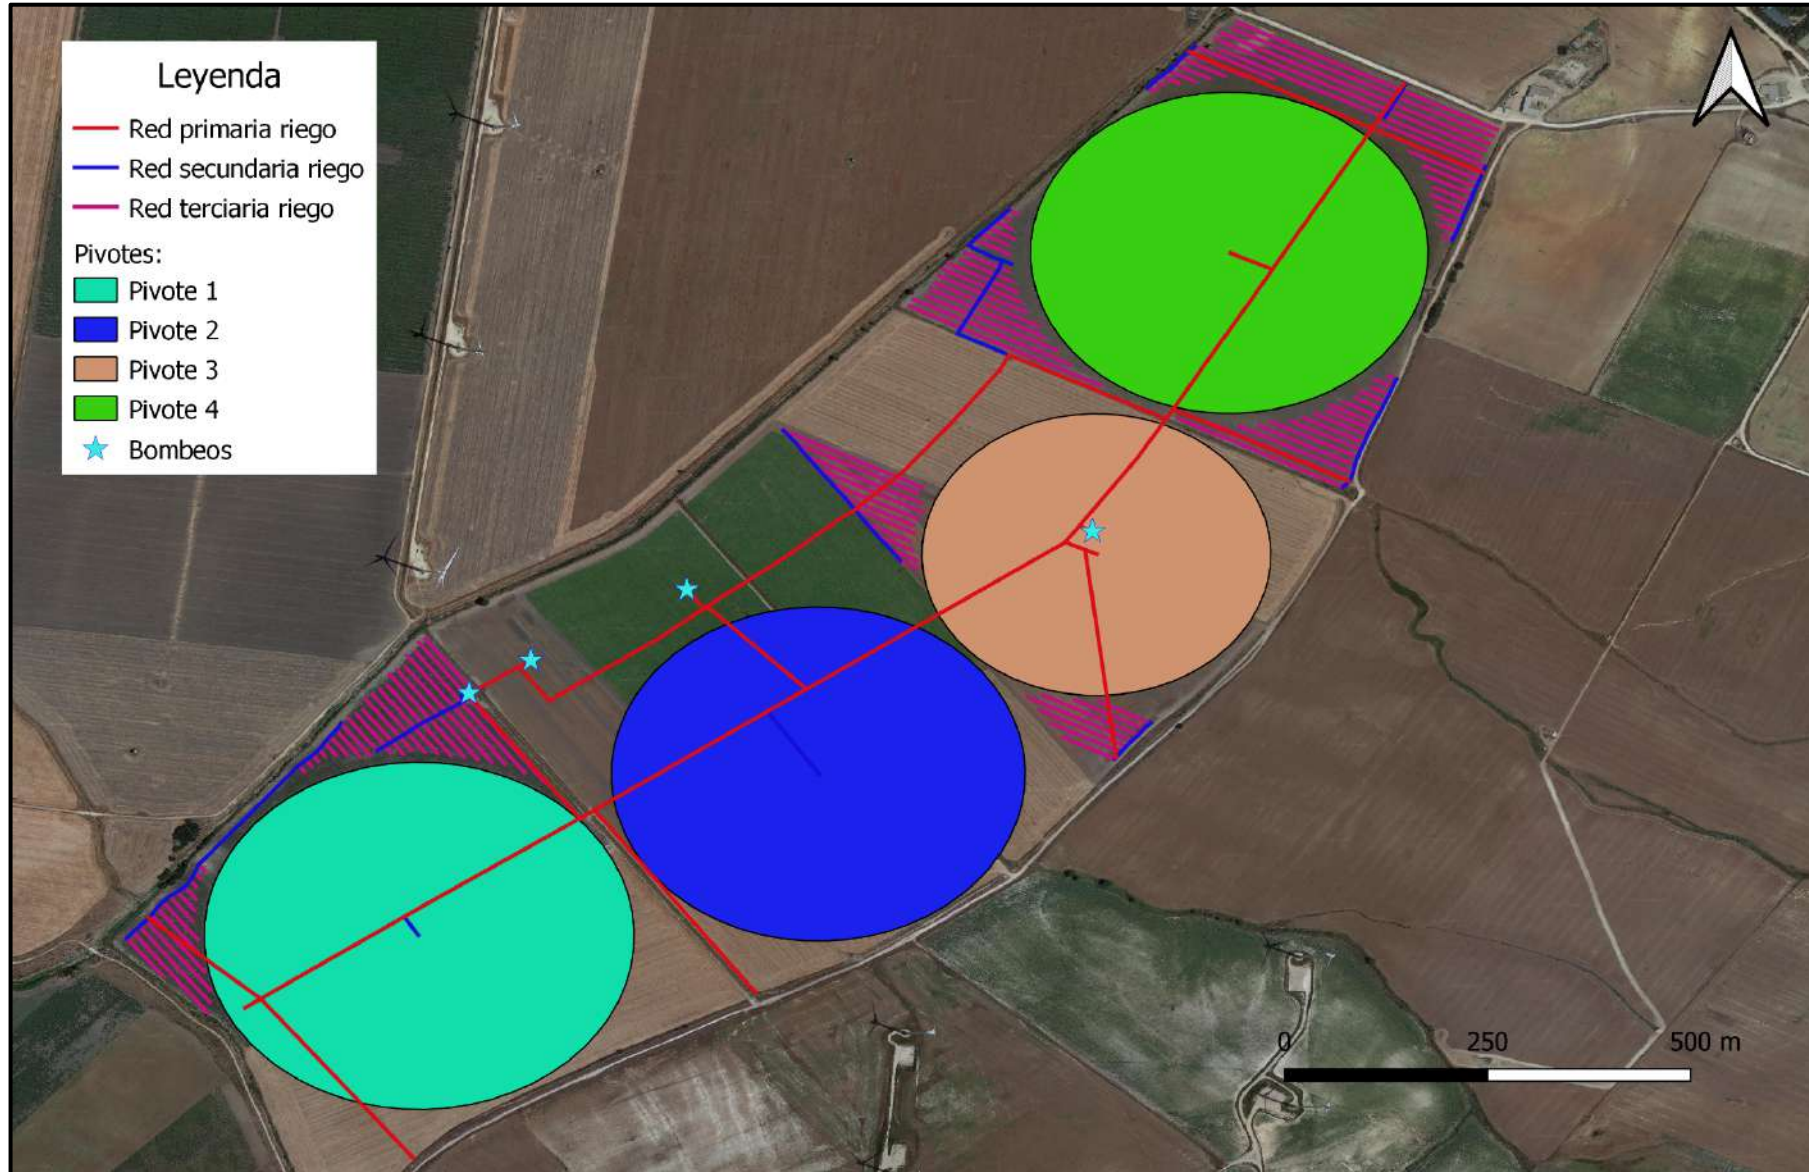 Leyenda
Red primaria riego
Red secundaria riego
Red terciaria riego
Pivotes:
Pivote 1
Pivote 2
Pivote 3
Pivote 4
Bombeos
0 250 500 m